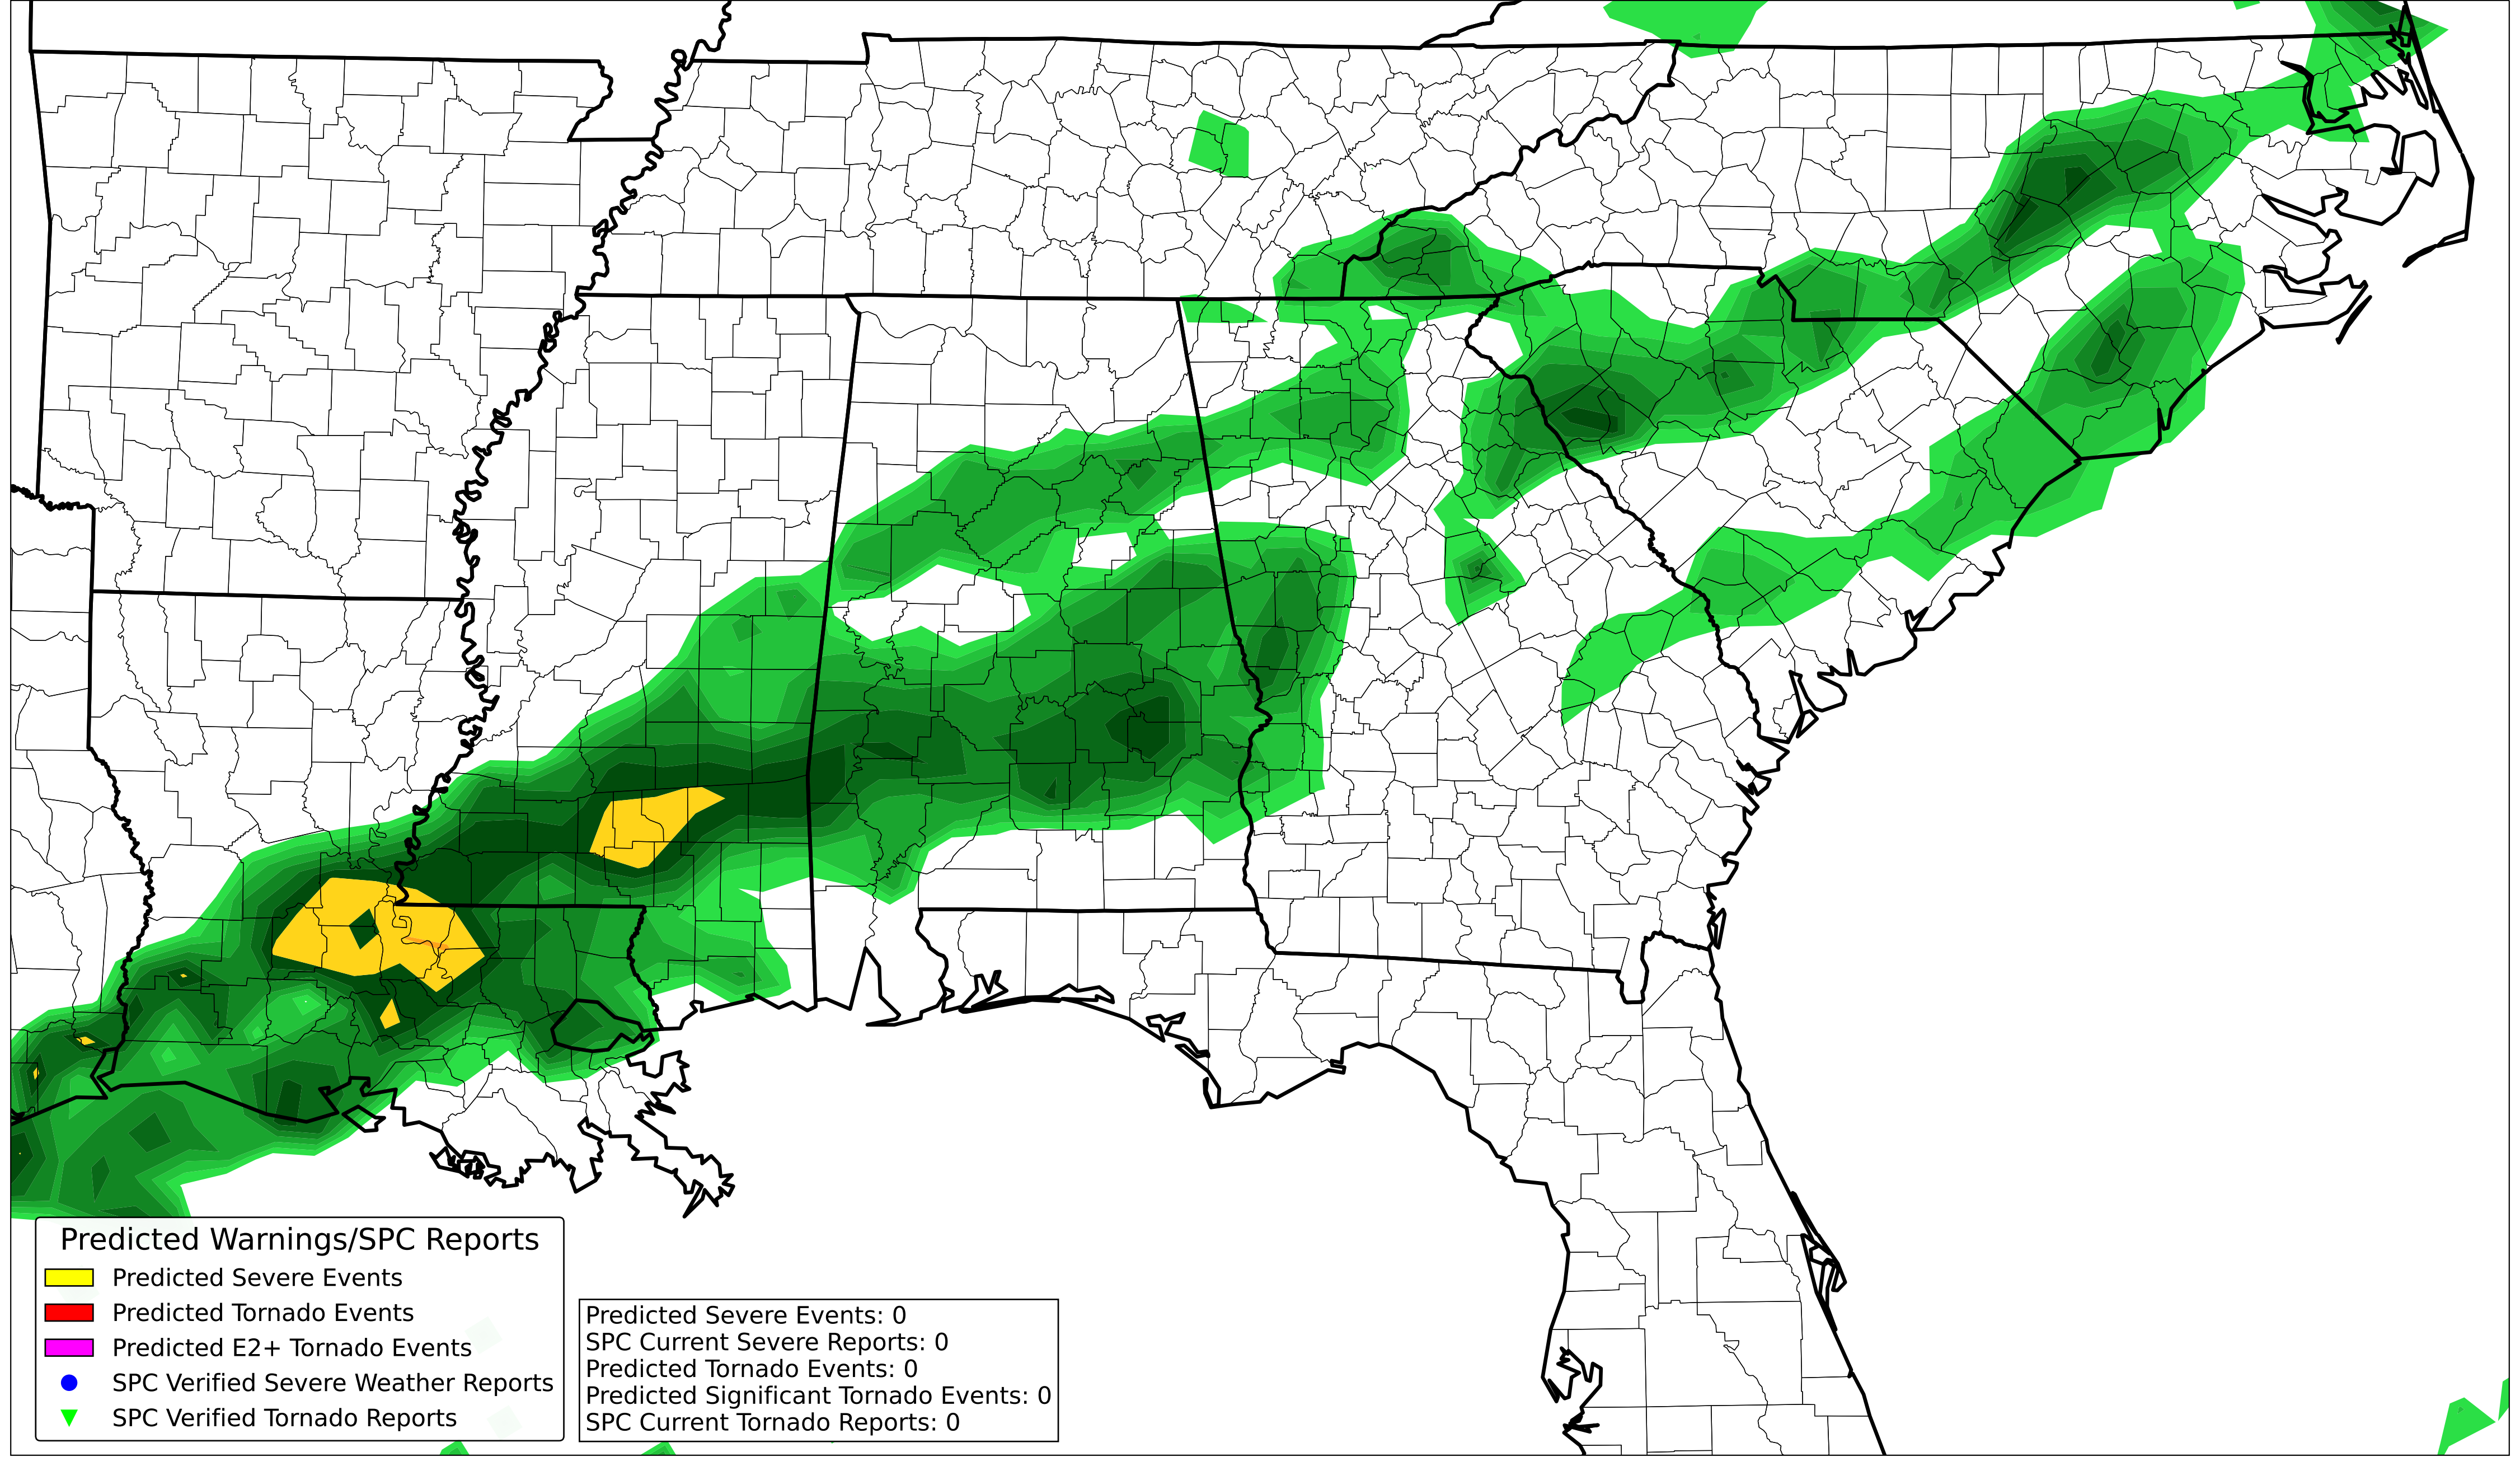 Predicted Warnings/SPC Reports
Predicted Severe Events
Predicted Tornado Events
Predicted E2+ Tornado Events
SPC Verified Severe Weather Reports
SPC Verified Tornado Reports
Predicted Severe Events: 0
SPC Current Severe Reports: 0
Predicted Tornado Events: 0
Predicted Significant Tornado Events: 0
SPC Current Tornado Reports: 0